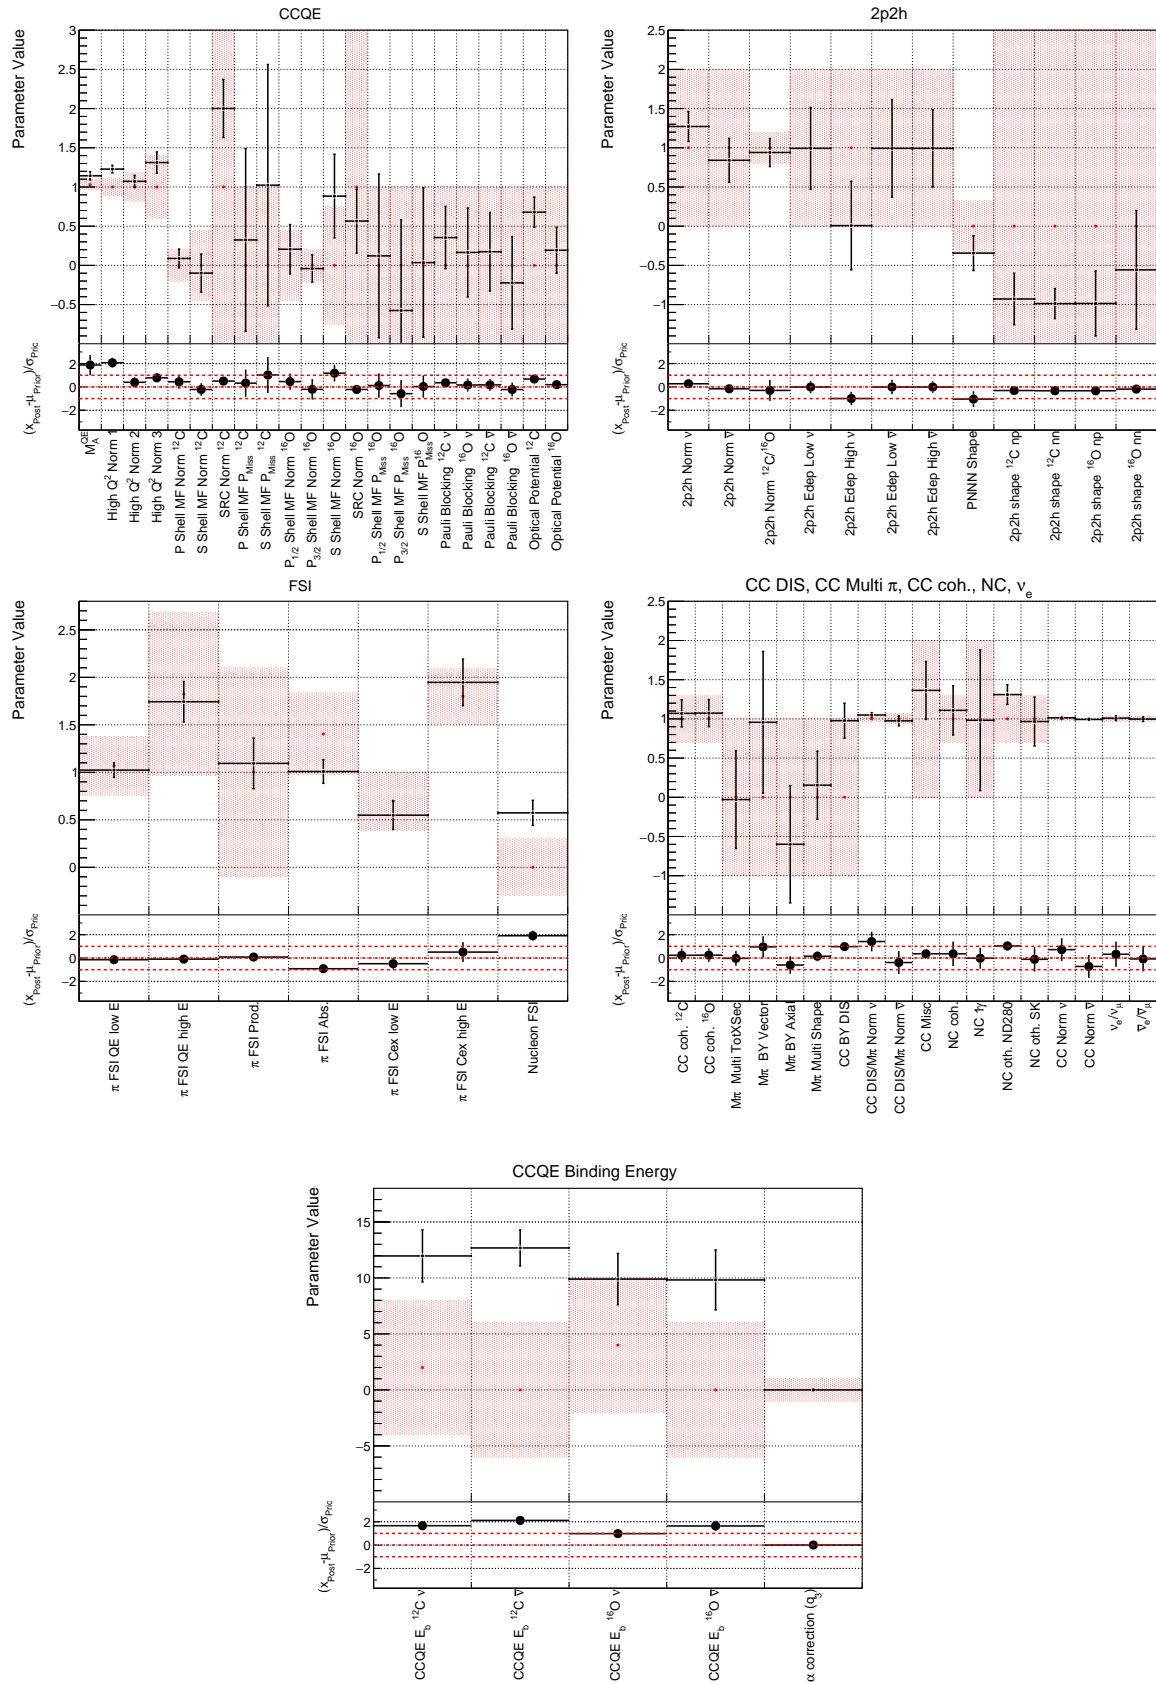 CCQE
Parameter Value
3
2.5
2
1.5
1
0.5
0
−0.5
(x_Post-μ_Prior)/σ_Pric
2
0
−2
M_A^QE
High Q² Norm 1
High Q² Norm 2
High Q² Norm 3
P Shell MF Norm ¹²C
S Shell MF Norm ¹²C
SRC Norm ¹²C
P Shell MF P_Miss ¹²C
S Shell MF P_Miss ¹²C
P_1/2 Shell MF Norm ¹⁶O
P_3/2 Shell MF Norm ¹⁶O
S Shell MF Norm ¹⁶O
SRC Norm ¹⁶O
P_1/2 Shell MF P_Miss ¹⁶O
P_3/2 Shell MF P_Miss ¹⁶O
S Shell MF P_Miss ¹⁶O
Pauli Blocking ¹²C ν
Pauli Blocking ¹⁶O ν
Pauli Blocking ¹²C ν̅
Pauli Blocking ¹⁶O ν̅
Optical Potential ¹²C
Optical Potential ¹⁶O
2p2h
Parameter Value
2.5
2
1.5
1
0.5
0
−0.5
−1
(x_Post-μ_Prior)/σ_Pric
2
0
−2
2p2h Norm ν
2p2h Norm ν̅
2p2h Norm ¹²C/¹⁶O
2p2h Edep Low ν
2p2h Edep High ν
2p2h Edep Low ν̅
2p2h Edep High ν̅
PNNN Shape
2p2h shape ¹²C np
2p2h shape ¹²C nn
2p2h shape ¹⁶O np
2p2h shape ¹⁶O nn
FSI
Parameter Value
2.5
2
1.5
1
0.5
0
(x_Post-μ_Prior)/σ_Pric
2
0
−2
π FSI QE low E
π FSI QE high E
π FSI Prod.
π FSI Abs.
π FSI Cex low E
π FSI Cex high E
Nucleon FSI
CC DIS, CC Multi π, CC coh., NC, ν_e
Parameter Value
2.5
2
1.5
1
0.5
0
−0.5
−1
(x_Post-μ_Prior)/σ_Pric
2
0
−2
CC coh. ¹²C
CC coh. ¹⁶O
Mπ Multi TotXSec
Mπ BY Vector
Mπ BY Axial
Mπ Multi Shape
CC BY DIS
CC DIS/Mπ Norm ν
CC DIS/Mπ Norm ν̅
CC Misc
NC coh.
NC 1γ
NC oth. ND280
NC oth. SK
CC Norm ν
CC Norm ν̅
ν_e/ν_μ
ν̅_e/ν̅_μ
CCQE Binding Energy
Parameter Value
15
10
5
0
−5
(x_Post-μ_Prior)/σ_Pric
2
0
−2
CCQE E_b ¹²C ν
CCQE E_b ¹²C ν̅
CCQE E_b ¹⁶O ν
CCQE E_b ¹⁶O ν̅
α correction (q_3)